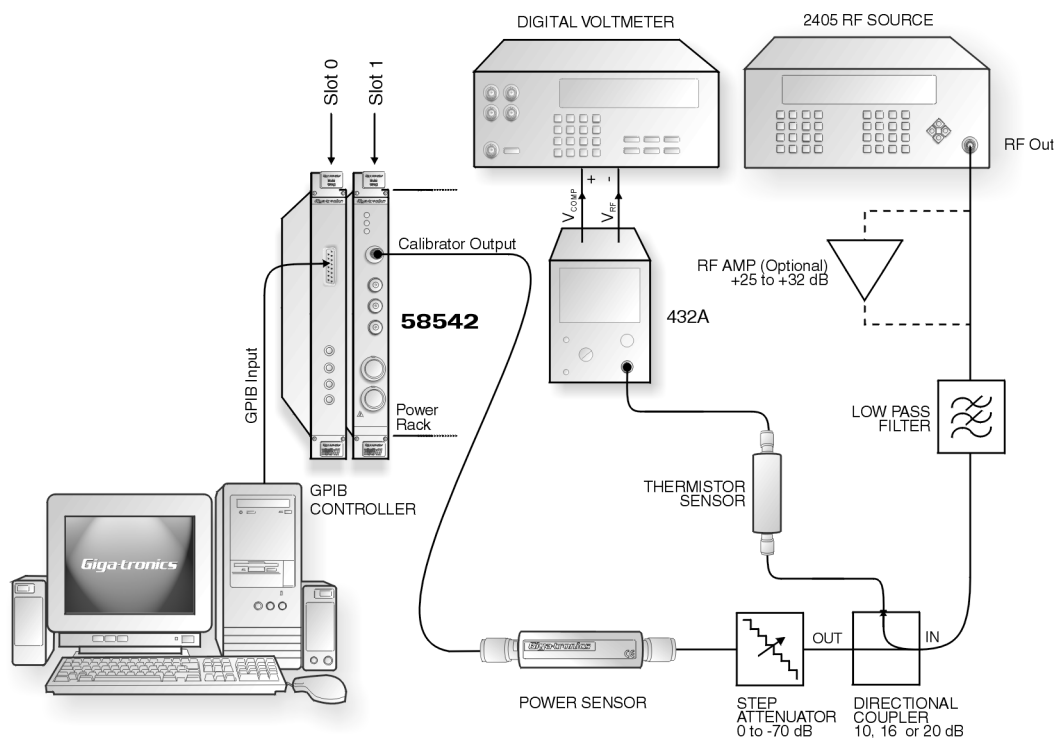 DIGITAL VOLTMETER
2405 RF SOURCE
Slot 0
Slot 1
RF Out
+
-
V COMP
V RF
Calibrator Output
RF AMP (Optional)
+25 to +32 dB
58542
432A
GPIB Input
Power
Rack
LOW PASS
FILTER
GPIB
CONTROLLER
THERMISTOR
SENSOR
Giga-tronics
OUT
IN
Giga-tronics
CE
POWER SENSOR
STEP
ATTENUATOR
0 to -70 dB
DIRECTIONAL
COUPLER
10, 16 or 20 dB